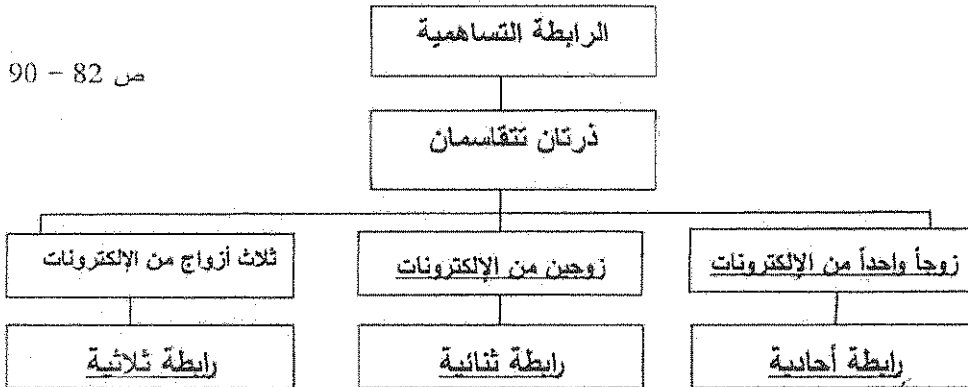 الرابطة التساهمية
ص 82 - 90
ذرتان تتقاسمان
زوجاً واحداً من الإلكترونات
زوجين من الإلكترونات
ثلاث أزواج من الإلكترونات
رابطة أحادية
رابطة ثنائية
رابطة ثلاثية